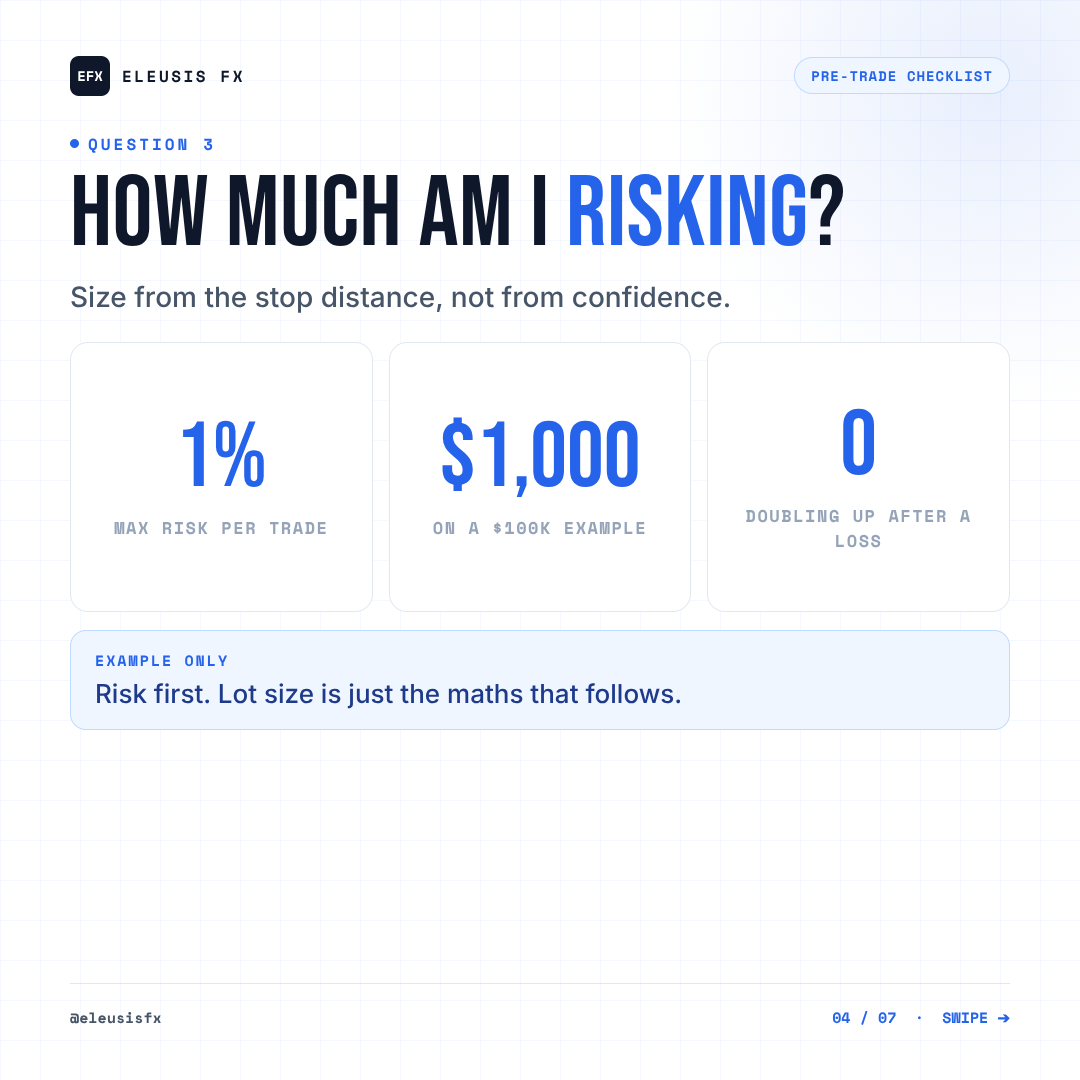 EFX ELEUSIS FX
PRE-TRADE CHECKLIST
QUESTION 3
HOW MUCH AM I RISKING?
Size from the stop distance, not from confidence.
1%
MAX RISK PER TRADE
$1,000
ON A $100K EXAMPLE
0
DOUBLING UP AFTER A
LOSS
EXAMPLE ONLY
Risk first. Lot size is just the maths that follows.
@eleusisfx
04 / 07 · SWIPE ➔